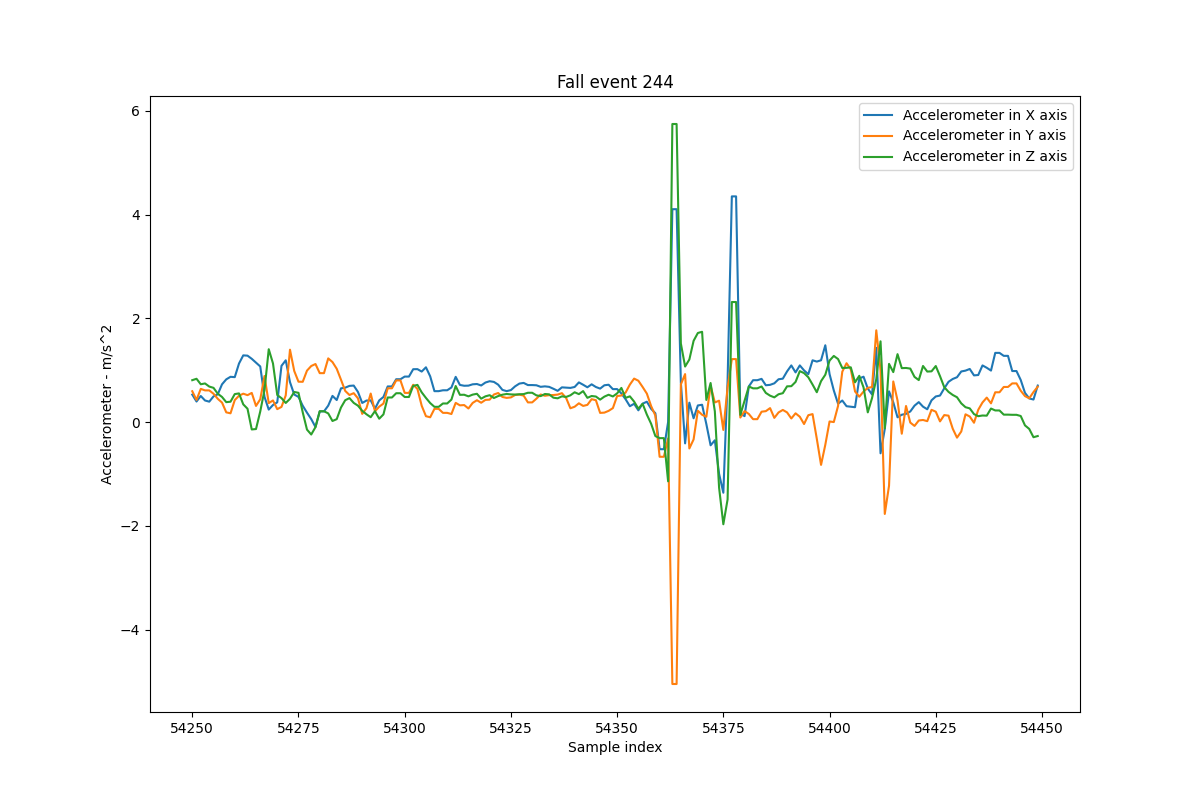 Fall event 244
Accelerometer in X axis
Accelerometer in Y axis
Accelerometer in Z axis
6
4
2
0
−2
−4
Accelerometer - m/s^2
54250 54275 54300 54325 54350 54375 54400 54425 54450
Sample index